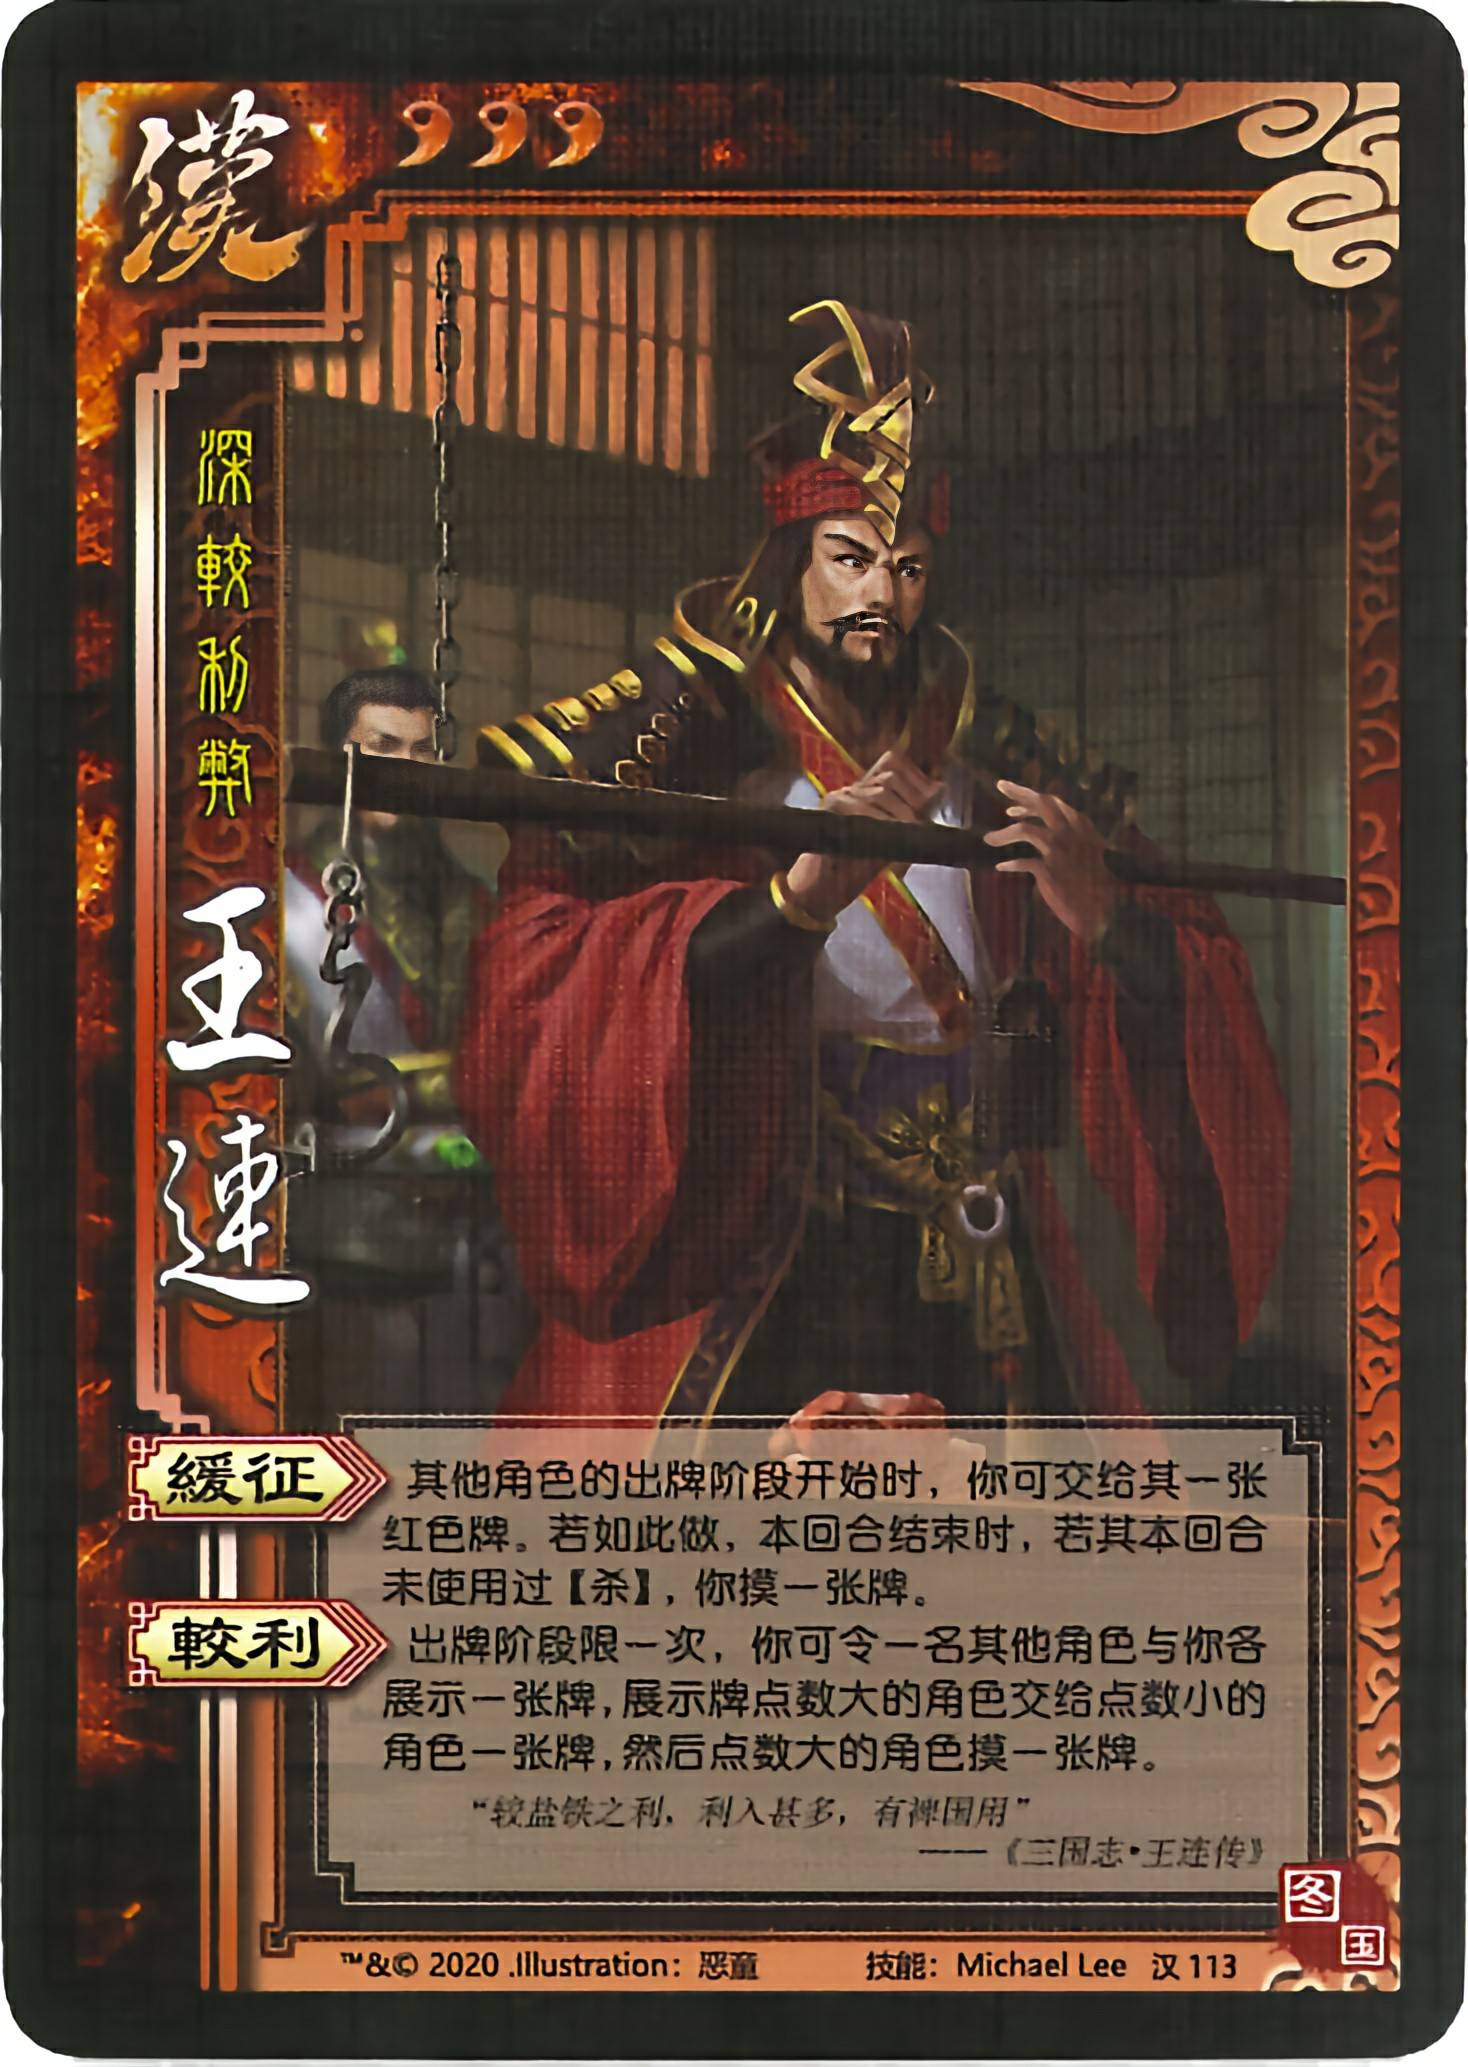 漢
深較利弊
王連
緩征
其他角色的出牌阶段开始时，你可交给其一张
红色牌。若如此做，本回合结束时，若其本回合
未使用过【杀】，你摸一张牌。
較利
出牌阶段限一次，你可令一名其他角色与你各
展示一张牌，展示牌点数大的角色交给点数小的
角色一张牌，然后点数大的角色摸一张牌。
“较盐铁之利，利入甚多，有裨国用”
——《三国志·王连传》
™&© 2020 .Illustration：恶童 技能：Michael Lee 汉 113